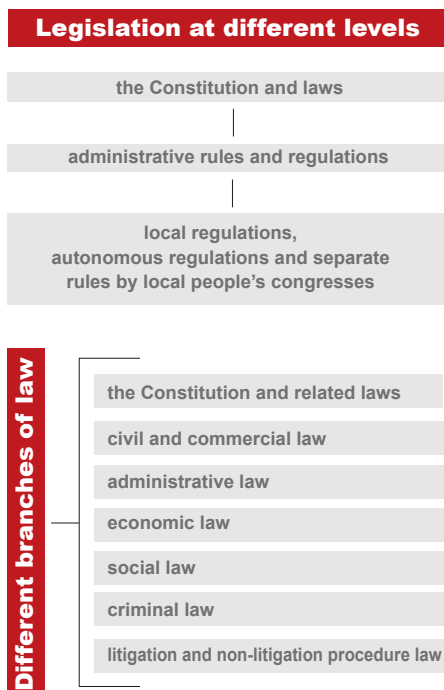 Legislation at different levels
the Constitution and laws
administrative rules and regulations
local regulations,
autonomous regulations and separate
rules by local people's congresses
Different branches of law
the Constitution and related laws
civil and commercial law
administrative law
economic law
social law
criminal law
litigation and non-litigation procedure law